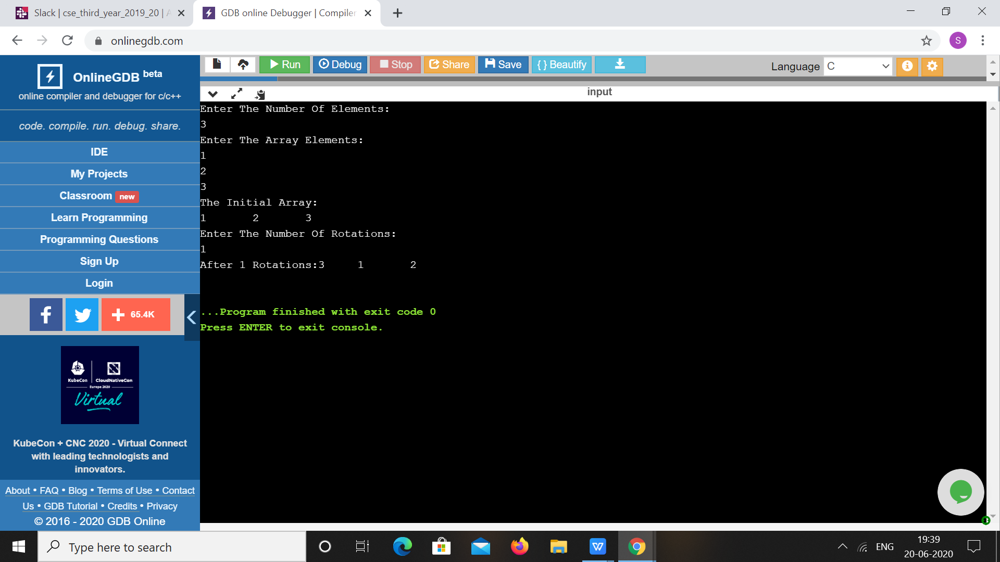 Slack | cse_third_year_2019_20 |
GDB online Debugger | Compiler
onlinegdb.com
S
OnlineGDB beta
online compiler and debugger for c/c++
code. compile. run. debug. share.
IDE
My Projects
Classroom new
Learn Programming
Programming Questions
Sign Up
Login
65.4K
KubeCon CloudNativeCon
Europe 2020
Virtual
KubeCon + CNC 2020 - Virtual Connect
with leading technologists and
innovators.
About • FAQ • Blog • Terms of Use • Contact
Us • GDB Tutorial • Credits • Privacy
© 2016 - 2020 GDB Online
Run Debug Stop Share Save { } Beautify
Language C
input
Enter The Number Of Elements:
3
Enter The Array Elements:
1
2
3
The Initial Array:
1 2 3
Enter The Number Of Rotations:
1
After 1 Rotations:3 1 2
...Program finished with exit code 0
Press ENTER to exit console.
Type here to search
W
ENG
19:39
20-06-2020